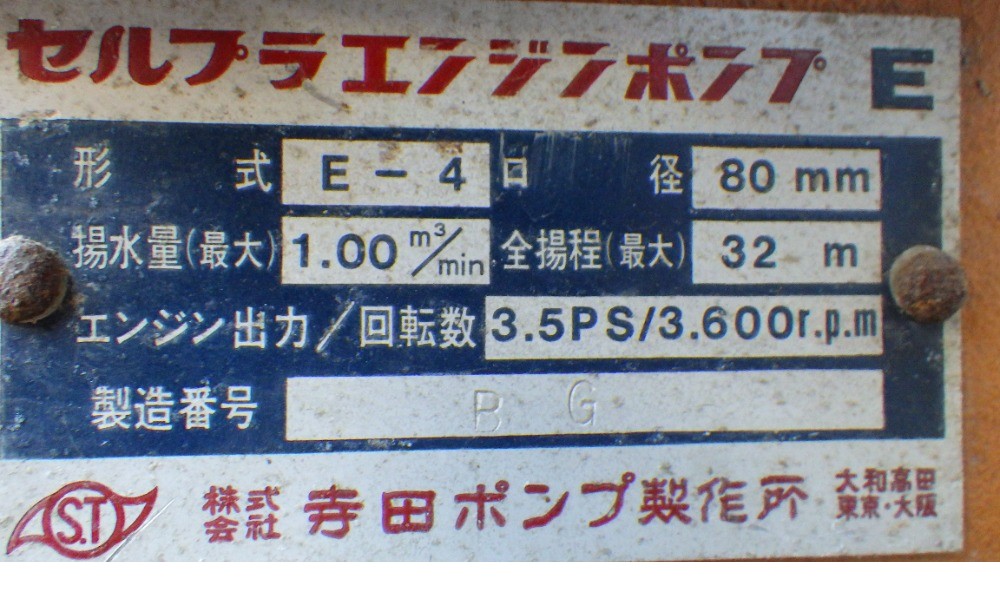 セルプラエンジンポンプ E
形式 E-4 口径 80 mm
揚水量(最大) 1.00 m³/min 全揚程(最大) 32 m
エンジン出力/回転数 3.5PS/3.600r.p.m
製造番号 B G
S.T 株式会社 寺田ポンプ製作所 大和高田 東京・大阪